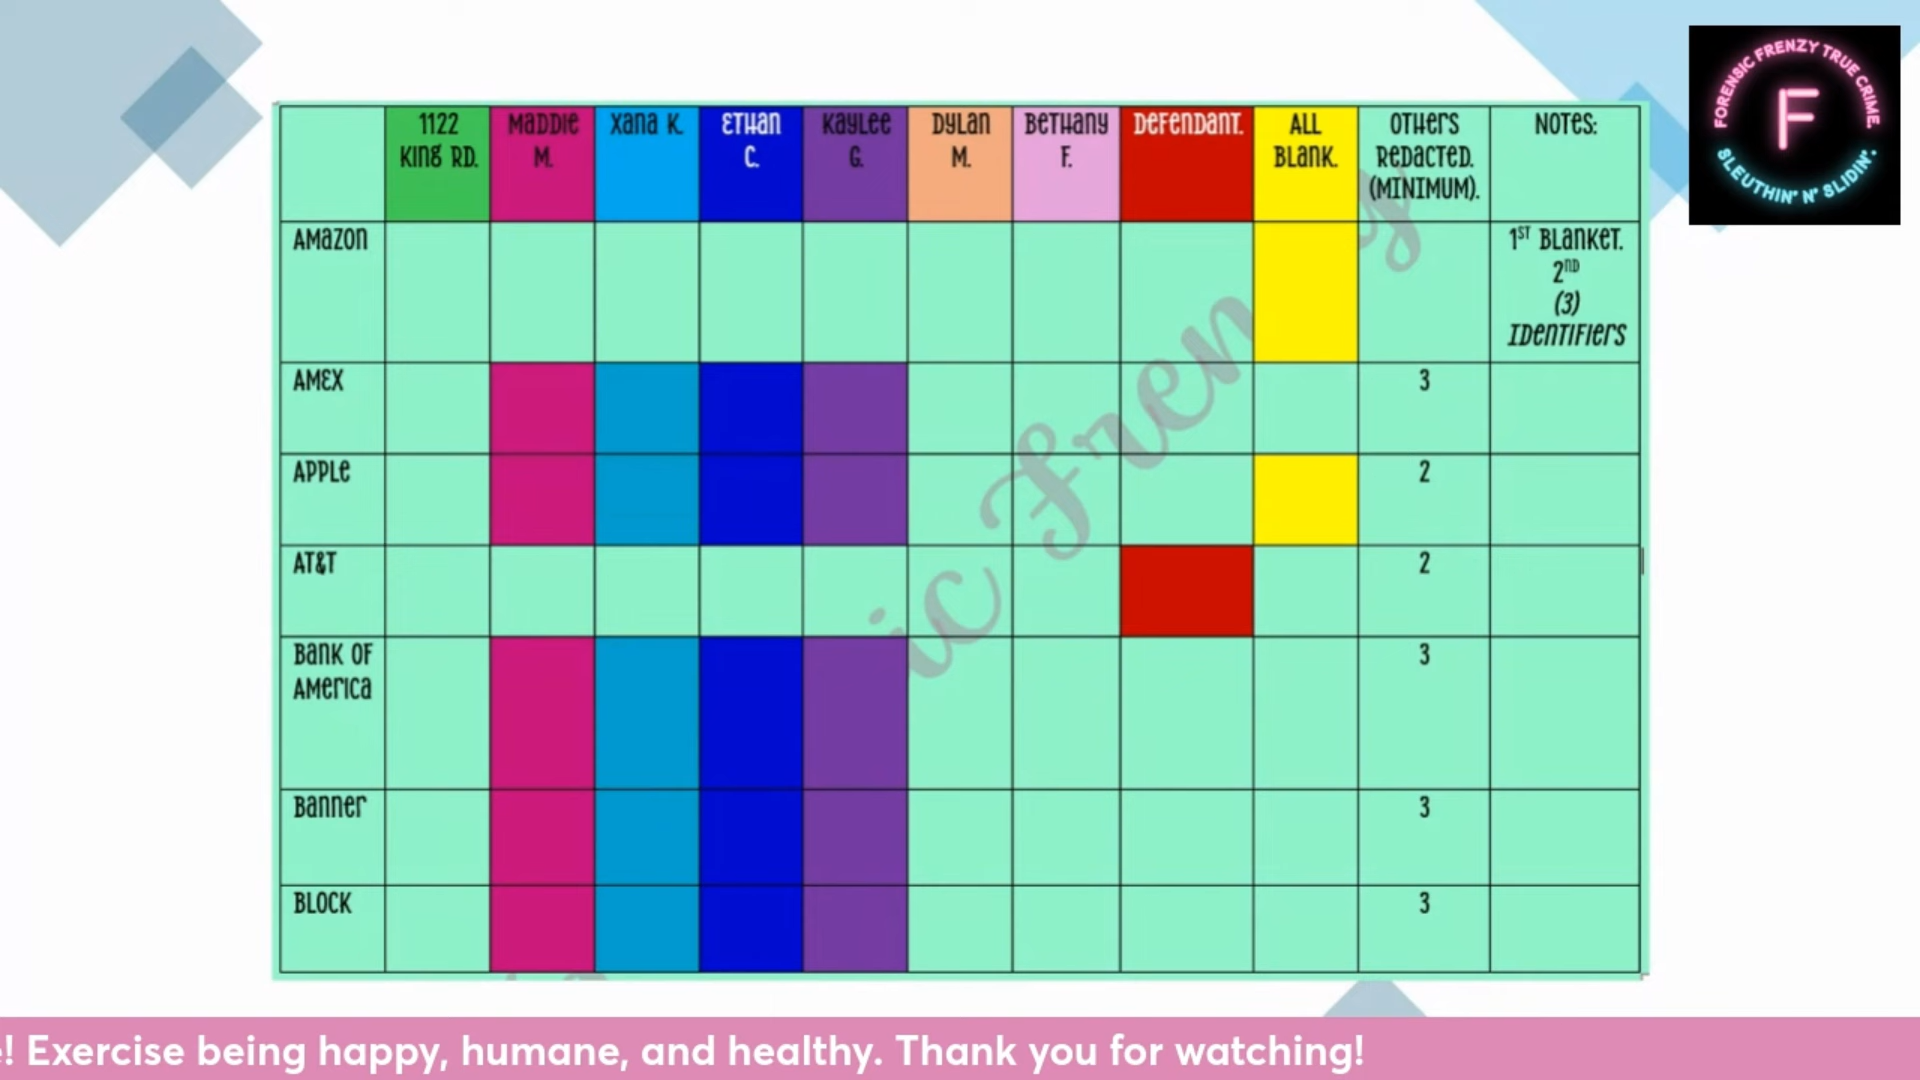 1122 KING RD.
MADDIE M.
XANA K.
ETHAN C.
KAYLEE G.
DYLAN M.
BETHANY F.
DEFENDANT.
ALL BLANK.
OTHERS REDACTED. (MINIMUM).
NOTES:
AMAZON
1ST BLANKET.
2ND
(3)
IDENTIFIERS
AMEX 3
APPLE 2
AT&T 2
BANK OF AMERICA 3
BANNER 3
BLOCK 3
ic Fren y
FORENSIC FRENZY TRUE CRIME.
F
SLEUTHIN' N' SLIDIN'.
! Exercise being happy, humane, and healthy. Thank you for watching!